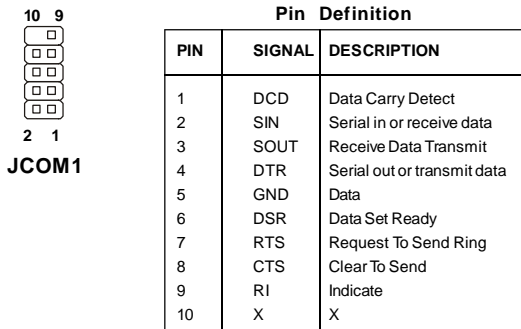 10 9
2 1
JCOM1
Pin Definition
PIN SIGNAL DESCRIPTION
1 DCD Data Carry Detect
2 SIN Serial in or receive data
3 SOUT Receive Data Transmit
4 DTR Serial out or transmit data
5 GND Data
6 DSR Data Set Ready
7 RTS Request To Send Ring
8 CTS Clear To Send
9 RI Indicate
10 X X